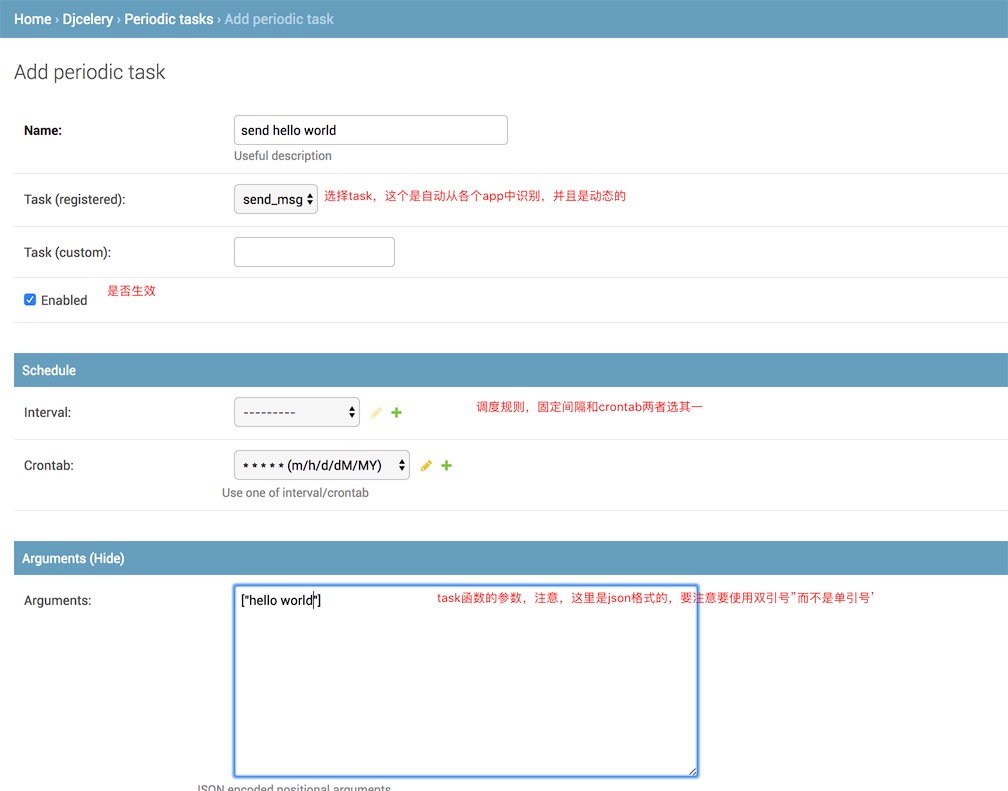 Home › Djcelery › Periodic tasks › Add periodic task
Add periodic task
Name:
send hello world
Useful description
Task (registered):
send_msg
选择task，这个是自动从各个app中识别，并且是动态的
Task (custom):
Enabled
是否生效
Schedule
Interval:
---------
调度规则，固定间隔和crontab两者选其一
Crontab:
* * * * * (m/h/d/dM/MY)
Use one of interval/crontab
Arguments (Hide)
Arguments:
["hello world"]
task函数的参数，注意，这里是json格式的，要注意要使用双引号"而不是单引号'
JSON encoded positional arguments